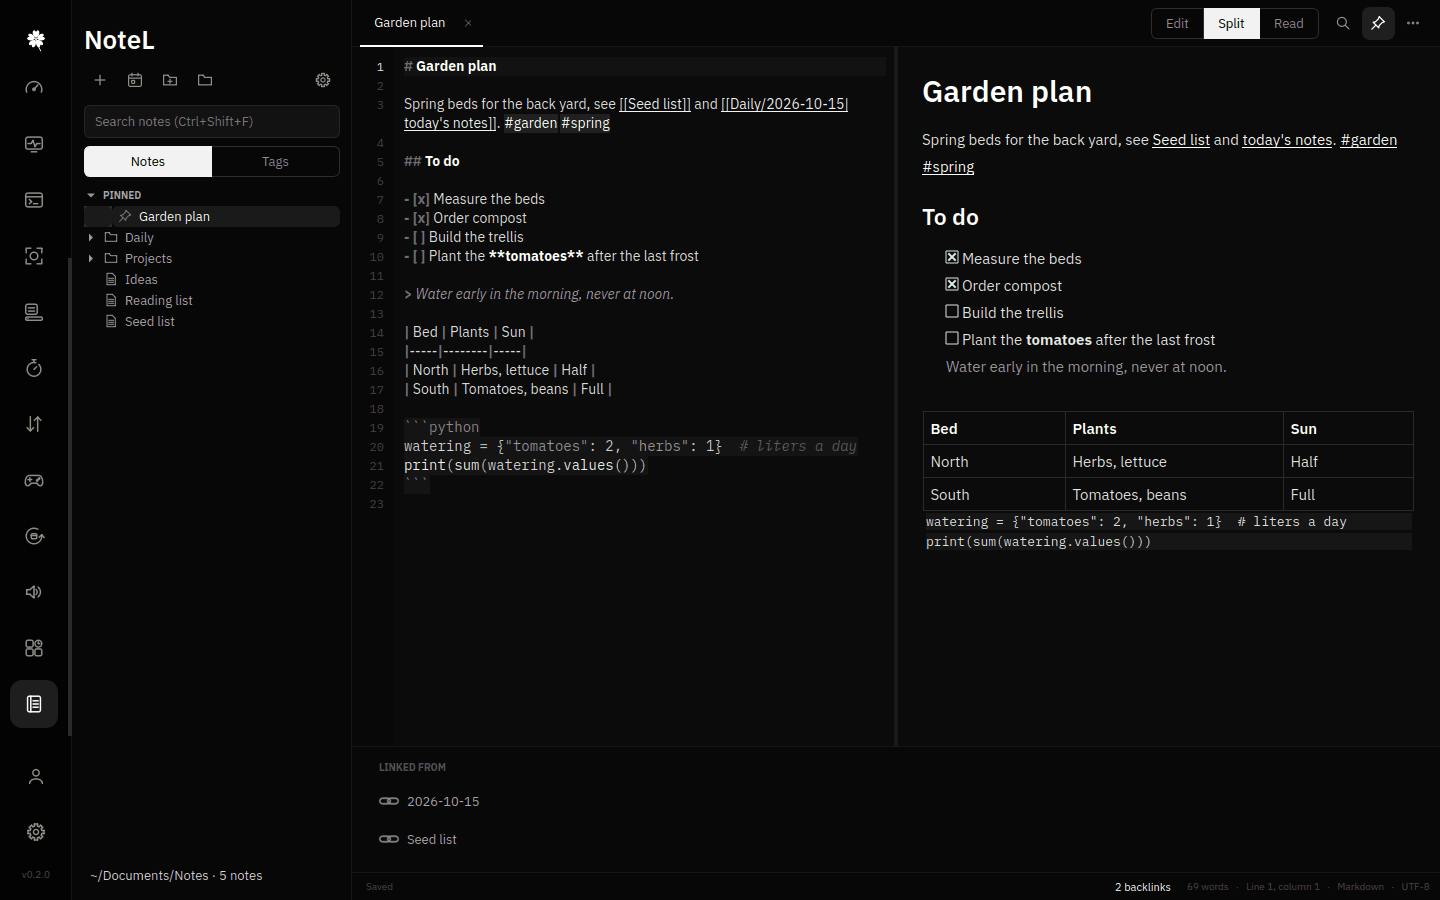 NoteL
Search notes (Ctrl+Shift+F)
Notes
Tags
PINNED
Garden plan
Daily
Projects
Ideas
Reading list
Seed list
~/Documents/Notes · 5 notes
v0.2.0
Garden plan ×
Edit
Split
Read
1 # Garden plan
2
3 Spring beds for the back yard, see [[Seed list]] and [[Daily/2026-10-15|
today's notes]]. #garden #spring
4
5 ## To do
6
7 - [x] Measure the beds
8 - [x] Order compost
9 - [ ] Build the trellis
10 - [ ] Plant the **tomatoes** after the last frost
11
12 > Water early in the morning, never at noon.
13
14 | Bed | Plants | Sun |
15 |-----|--------|-----|
16 | North | Herbs, lettuce | Half |
17 | South | Tomatoes, beans | Full |
18
19 ```python
20 watering = {"tomatoes": 2, "herbs": 1}  # liters a day
21 print(sum(watering.values()))
22 ```
23
Garden plan
Spring beds for the back yard, see Seed list and today's notes. #garden
#spring
To do
Measure the beds
Order compost
Build the trellis
Plant the tomatoes after the last frost
Water early in the morning, never at noon.
Bed Plants Sun
North Herbs, lettuce Half
South Tomatoes, beans Full
watering = {"tomatoes": 2, "herbs": 1}  # liters a day
print(sum(watering.values()))
LINKED FROM
2026-10-15
Seed list
Saved
2 backlinks 69 words · Line 1, column 1 · Markdown · UTF-8